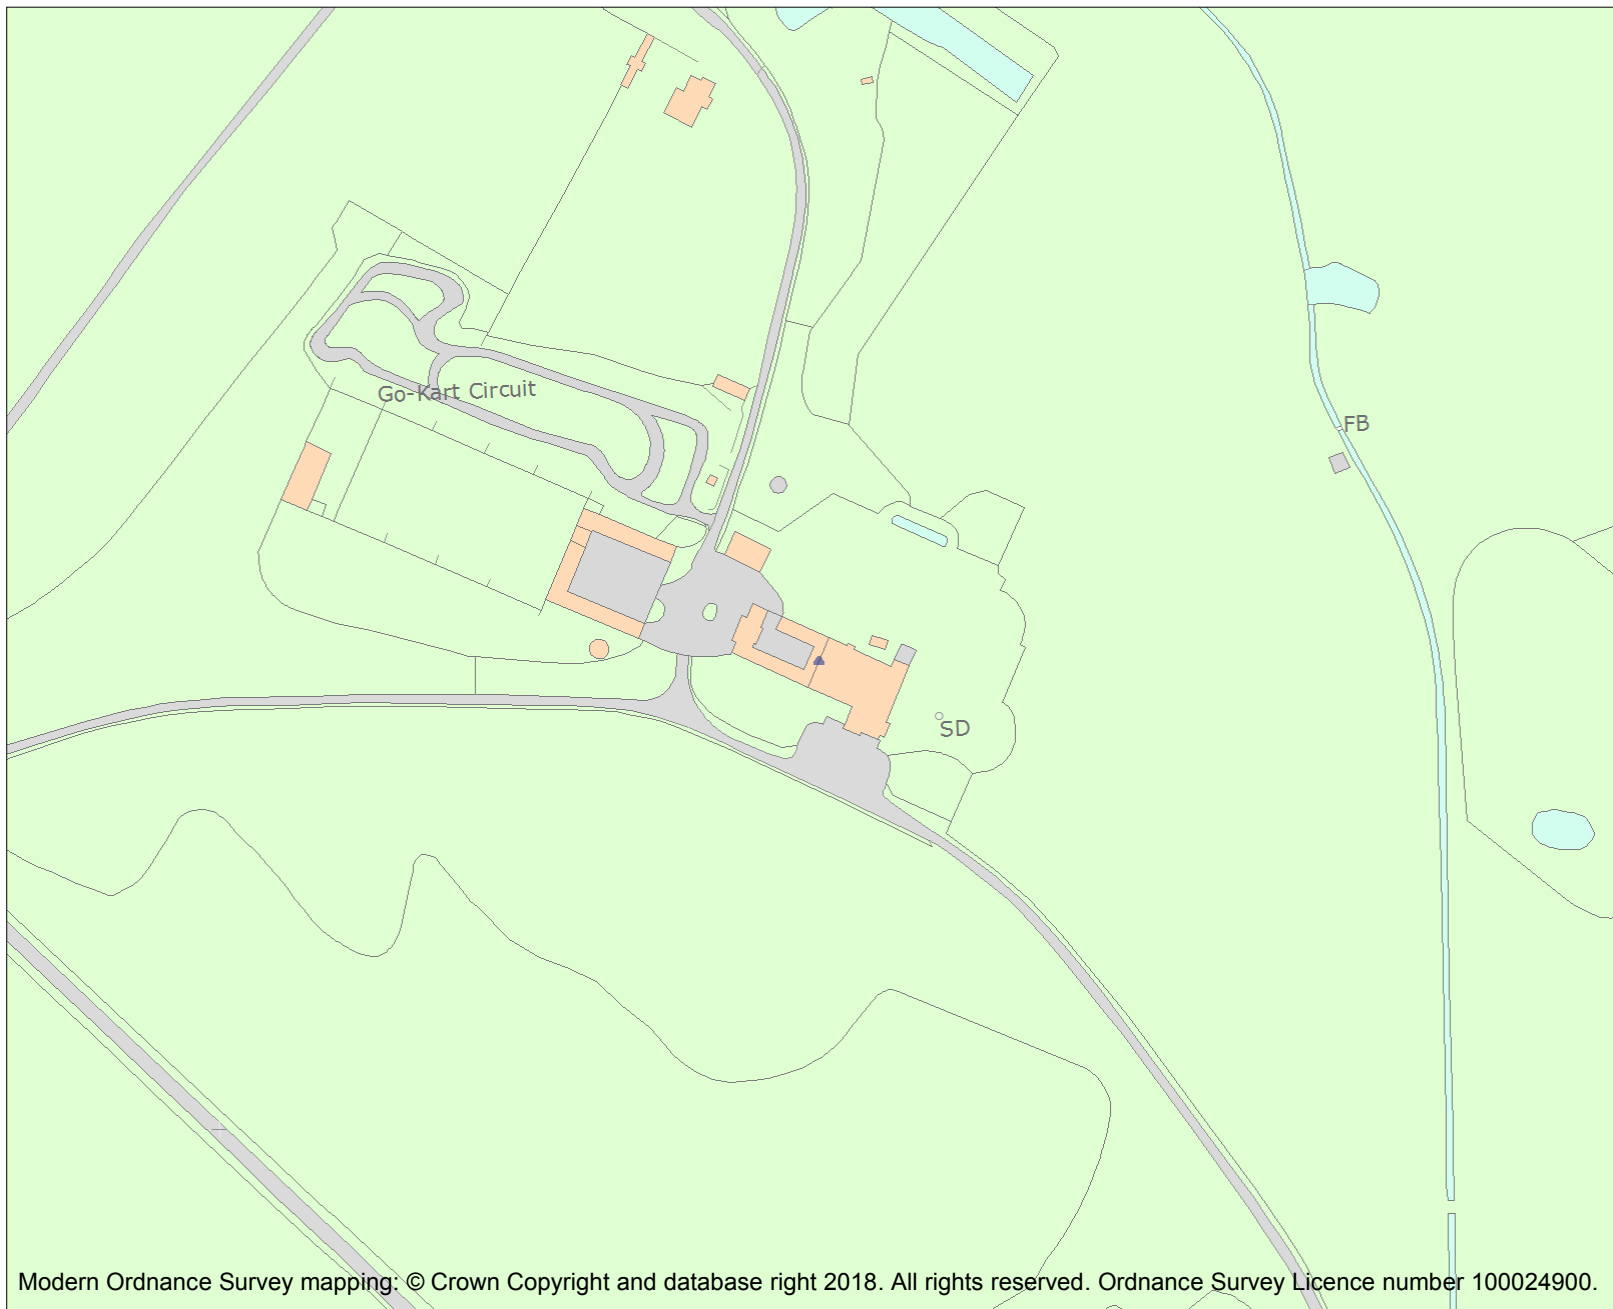 Go-Kart Circuit
FB
SD
Modern Ordnance Survey mapping: © Crown Copyright and database right 2018. All rights reserved. Ordnance Survey Licence number 100024900.